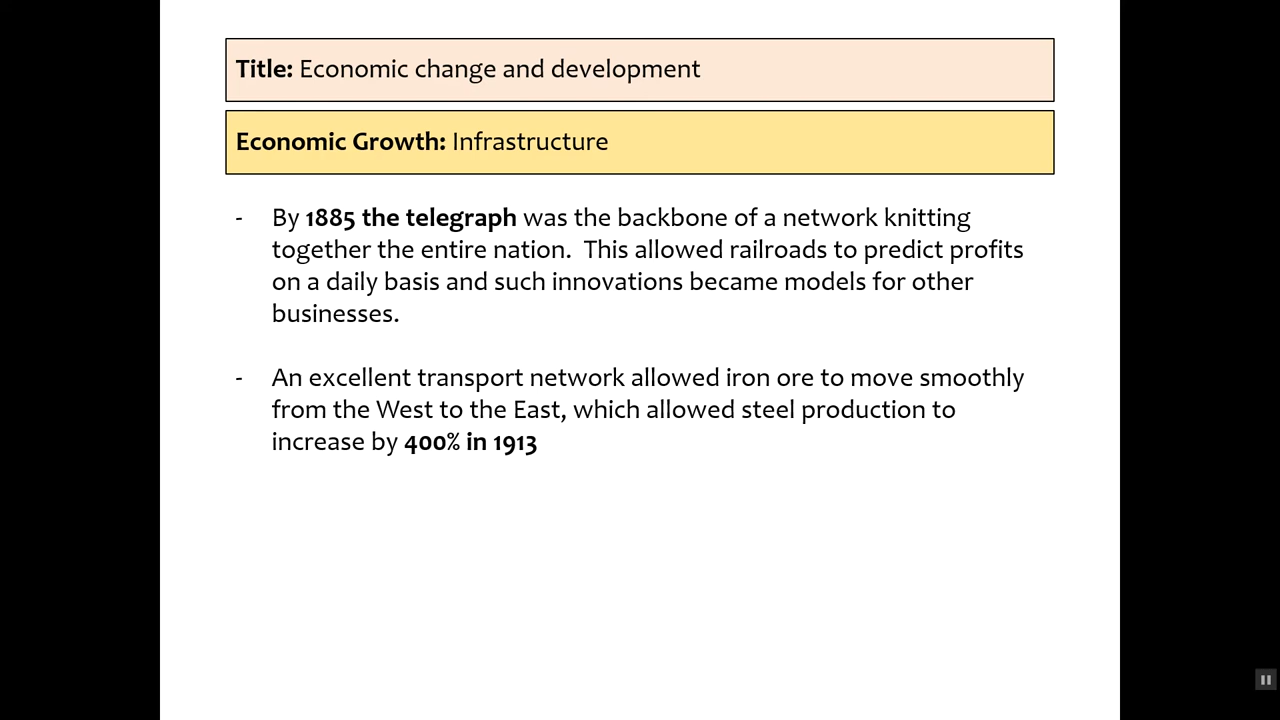 Title: Economic change and development
Economic Growth: Infrastructure
- By 1885 the telegraph was the backbone of a network knitting
together the entire nation.  This allowed railroads to predict profits
on a daily basis and such innovations became models for other
businesses.
- An excellent transport network allowed iron ore to move smoothly
from the West to the East, which allowed steel production to
increase by 400% in 1913